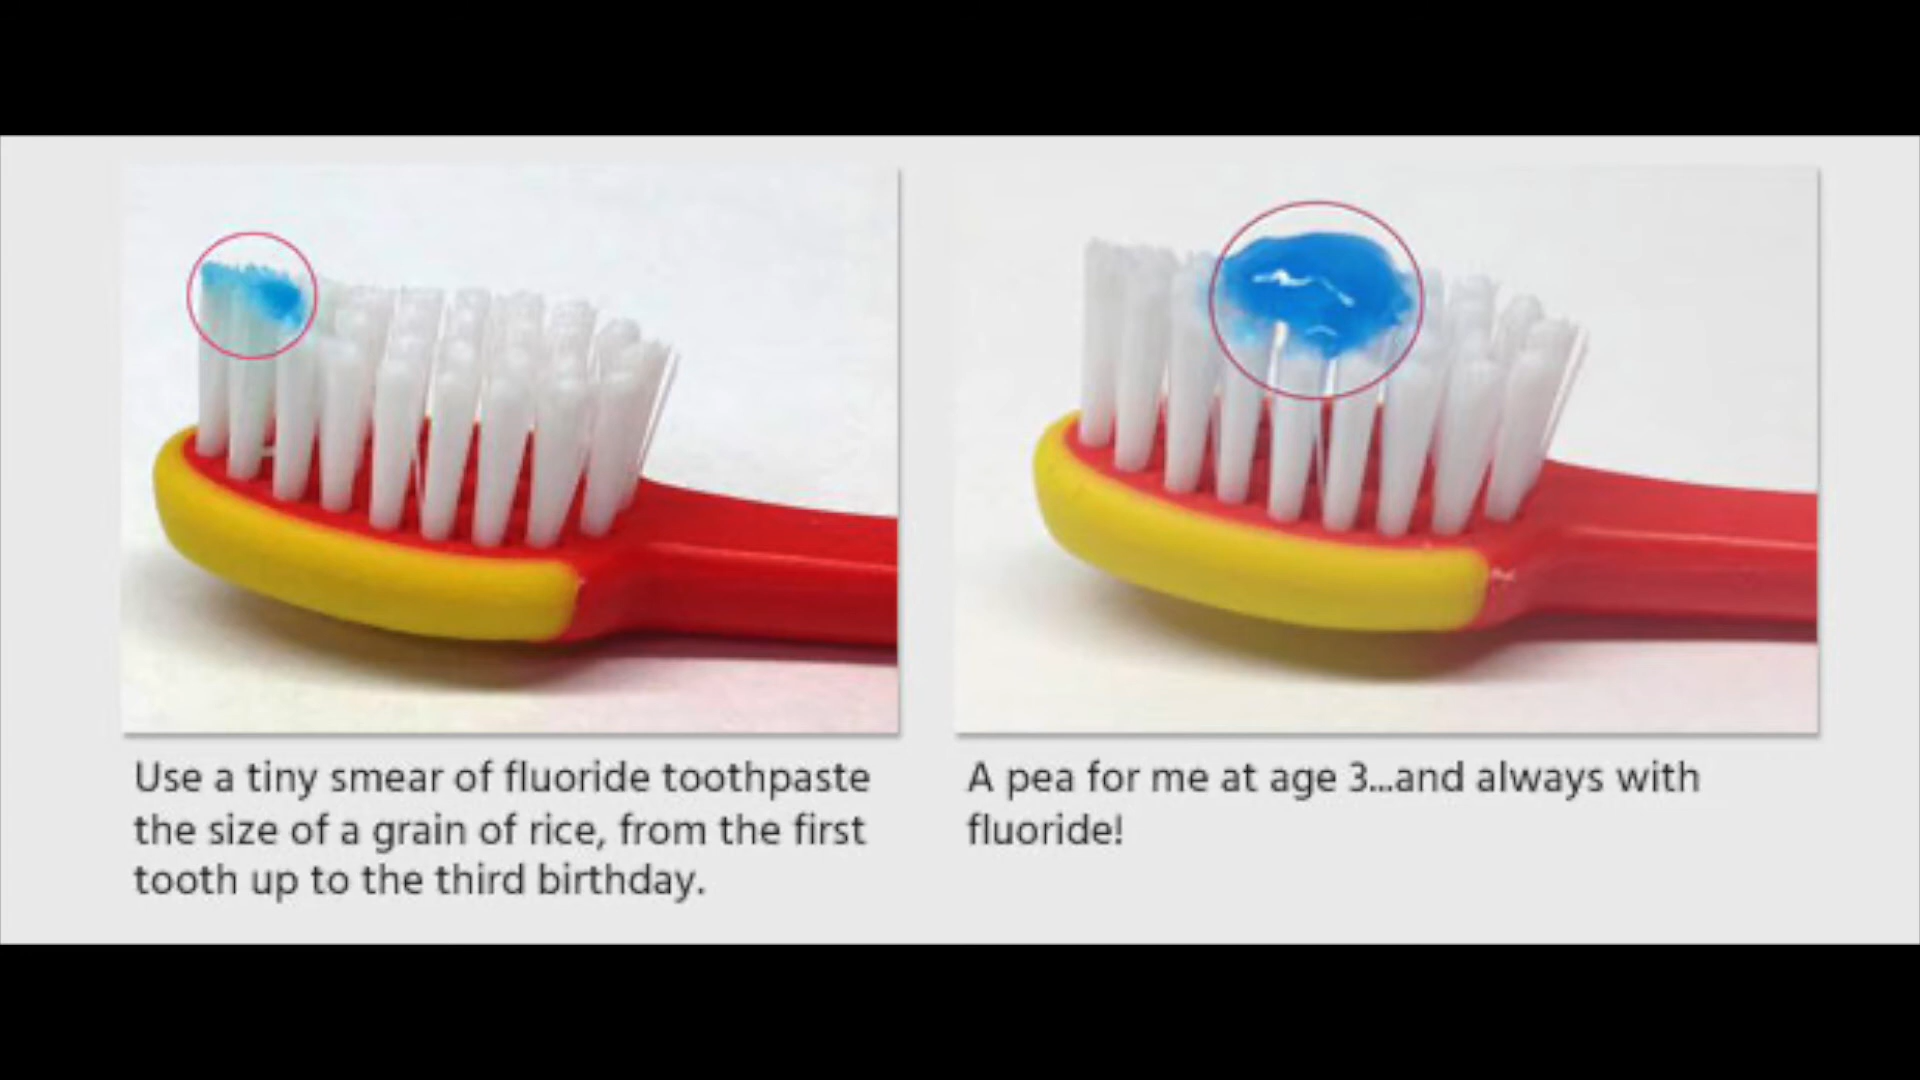 Use a tiny smear of fluoride toothpaste
the size of a grain of rice, from the first
tooth up to the third birthday.
A pea for me at age 3...and always with
fluoride!